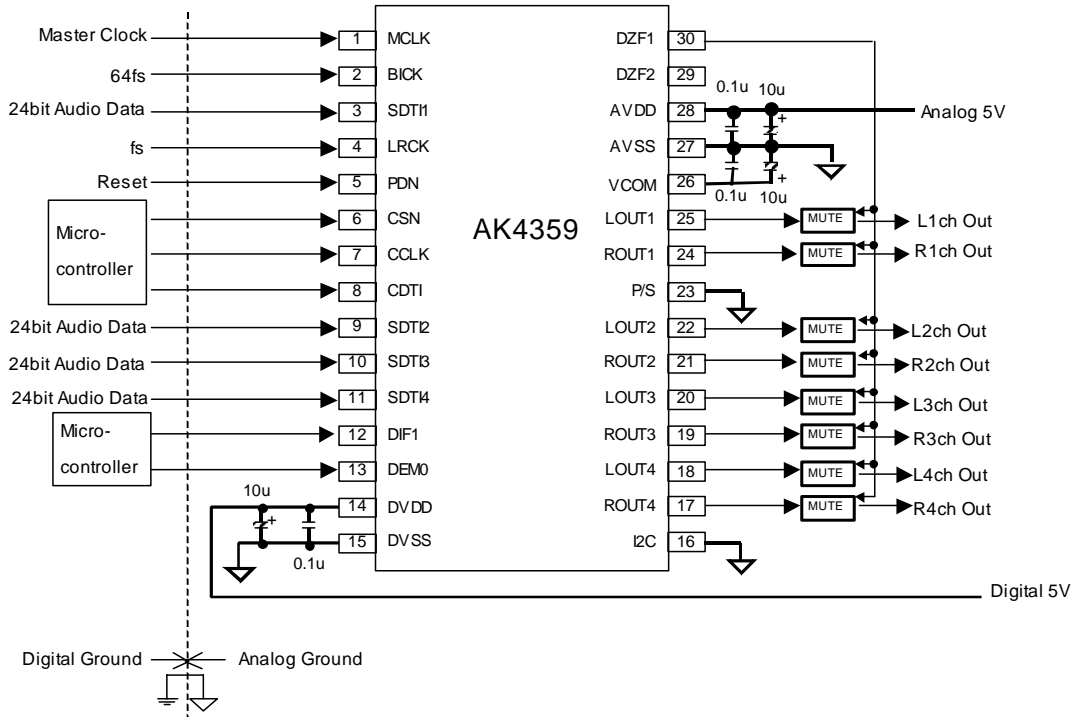 Master Clock 1 MCLK DZF1 30
64fs 2 BICK DZF2 29
0.1u 10u
24bit Audio Data 3 SDTI1 AVDD 28 + Analog 5V
fs 4 LRCK AVSS 27
Reset 5 PDN VCOM 26 +
0.1u 10u
Micro-
controller
6 CSN LOUT1 25 MUTE L1ch Out
AK4359
7 CCLK ROUT1 24 MUTE R1ch Out
8 CDTI P/S 23
24bit Audio Data 9 SDTI2 LOUT2 22 MUTE L2ch Out
24bit Audio Data 10 SDTI3 ROUT2 21 MUTE R2ch Out
24bit Audio Data 11 SDTI4 LOUT3 20 MUTE L3ch Out
Micro-
controller
12 DIF1 ROUT3 19 MUTE R3ch Out
13 DEM0 LOUT4 18 MUTE L4ch Out
10u
14 DVDD ROUT4 17 MUTE R4ch Out
+
15 DVSS I2C 16
0.1u
Digital 5V
Digital Ground Analog Ground